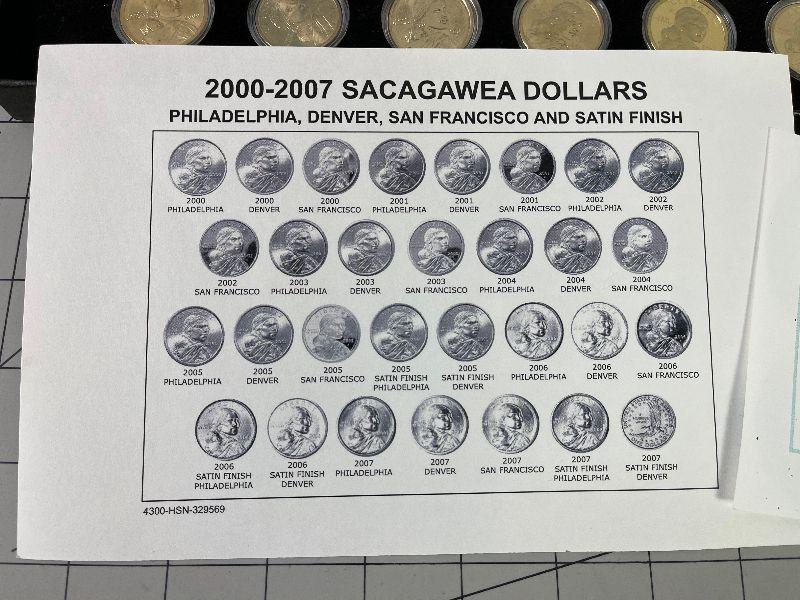 2000-2007 SACAGAWEA DOLLARS
PHILADELPHIA, DENVER, SAN FRANCISCO AND SATIN FINISH
2000 PHILADELPHIA
2000 DENVER
2000 SAN FRANCISCO
2001 PHILADELPHIA
2001 DENVER
2001 SAN FRANCISCO
2002 PHILADELPHIA
2002 DENVER
2002 SAN FRANCISCO
2003 PHILADELPHIA
2003 DENVER
2003 SAN FRANCISCO
2004 PHILADELPHIA
2004 DENVER
2004 SAN FRANCISCO
2005 PHILADELPHIA
2005 DENVER
2005 SAN FRANCISCO
2005 SATIN FINISH PHILADELPHIA
2005 SATIN FINISH DENVER
2006 PHILADELPHIA
2006 DENVER
2006 SAN FRANCISCO
2006 SATIN FINISH PHILADELPHIA
2006 SATIN FINISH DENVER
2007 PHILADELPHIA
2007 DENVER
2007 SAN FRANCISCO
2007 SATIN FINISH PHILADELPHIA
2007 SATIN FINISH DENVER
4300-HSN-329569